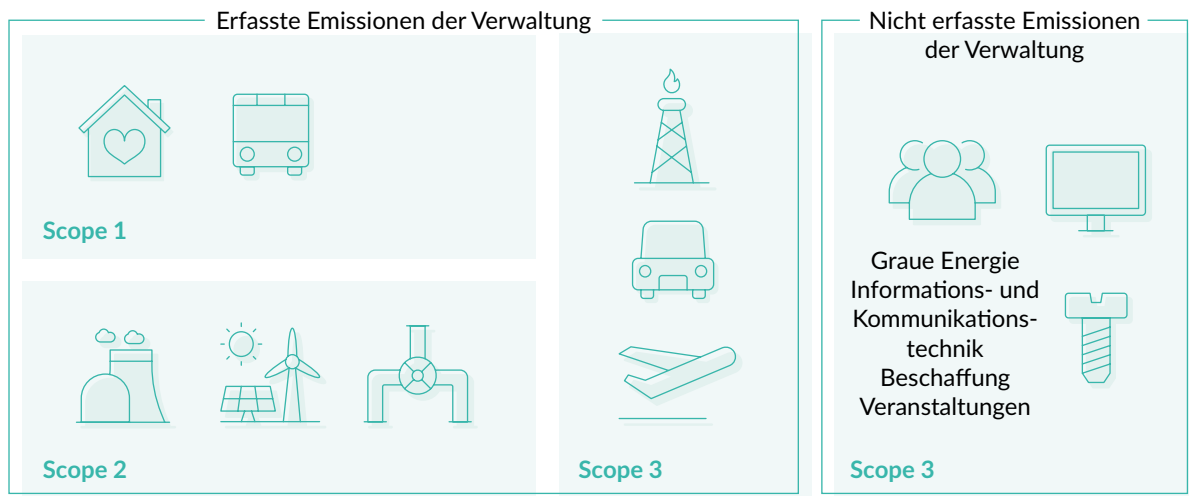 Erfasste Emissionen der Verwaltung
Scope 1
Scope 2
Scope 3
Nicht erfasste Emissionen
der Verwaltung
Graue Energie
Informations- und
Kommunikations-
technik
Beschaffung
Veranstaltungen
Scope 3